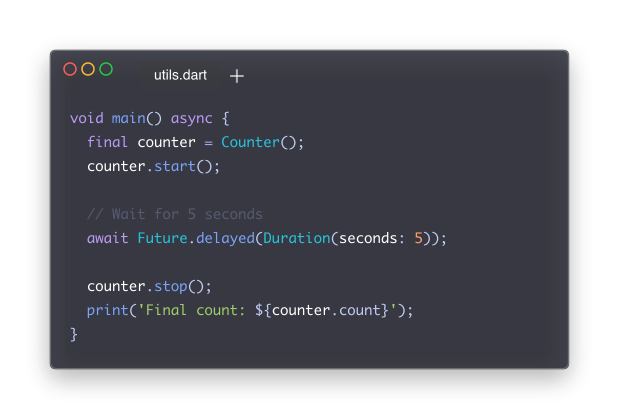 utils.dart
void main() async {
  final counter = Counter();
  counter.start();

  // Wait for 5 seconds
  await Future.delayed(Duration(seconds: 5));

  counter.stop();
  print('Final count: ${counter.count}');
}